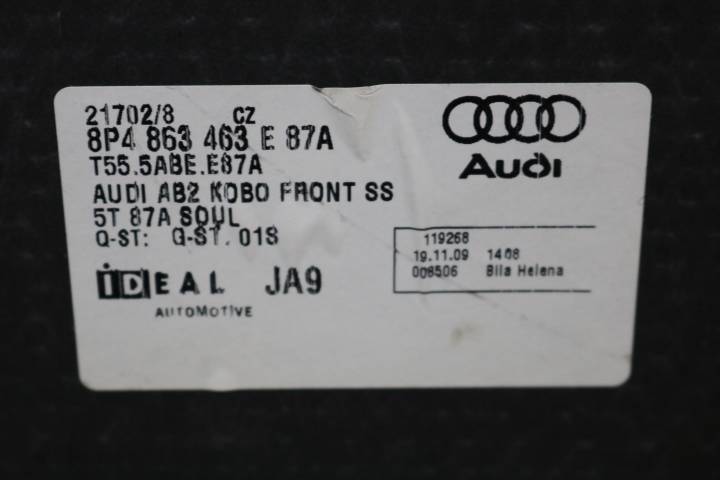 21702/8 CZ
8P4 863 463 E 87A
T55.5ABE.E87A
AUDI AB2 KOBO FRONT SS
5T 87A SOUL
Q-ST: Q-ST. 01S
IDEAL JA9
AUTOMOTIVE
Audi
119268
19.11.09 1408
008506 Bila Helena